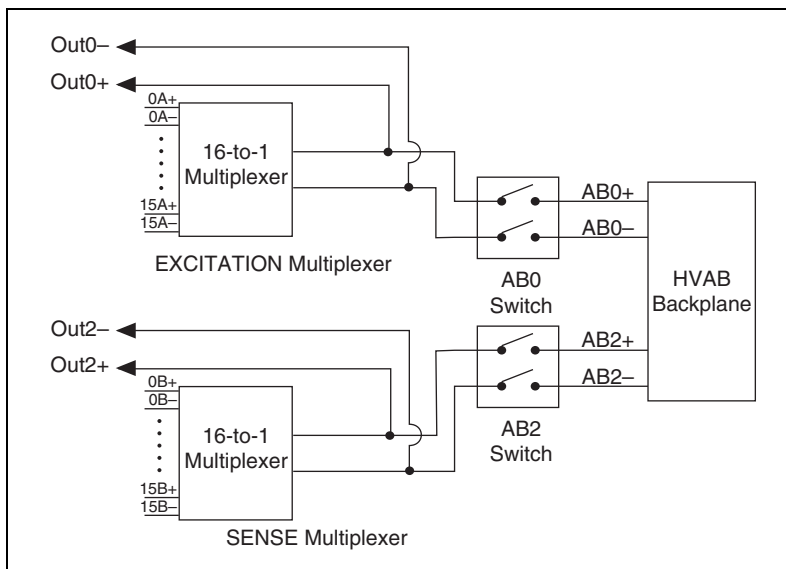 Out0–
Out0+
0A+
0A–
15A+
15A–
16-to-1
Multiplexer
EXCITATION Multiplexer
AB0+
AB0–
AB0
Switch
HVAB
Backplane
Out2–
Out2+
0B+
0B–
15B+
15B–
16-to-1
Multiplexer
SENSE Multiplexer
AB2+
AB2–
AB2
Switch